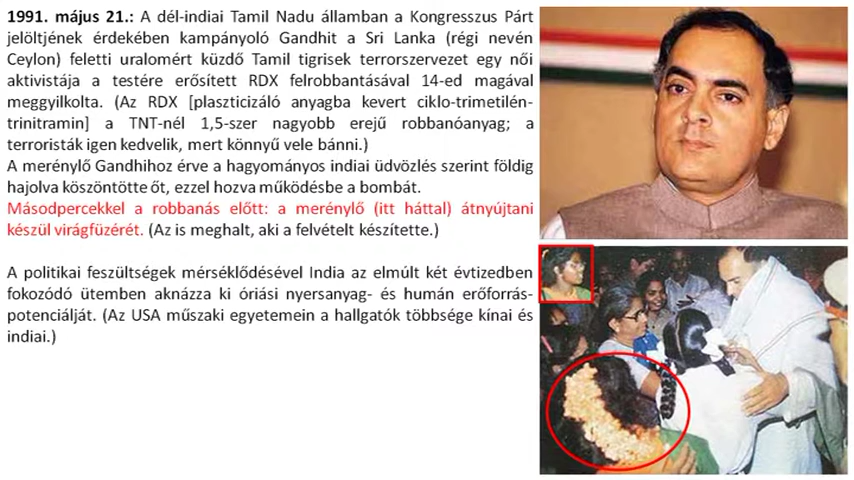 1991. május 21.: A dél-indiai Tamil Nadu államban a Kongresszus Párt
jelöltjének érdekében kampányoló Gandhit a Sri Lanka (régi nevén
Ceylon) feletti uralomért küzdő Tamil tigrisek terrorszervezet egy női
aktivistája a testére erősített RDX felrobbantásával 14-ed magával
meggyilkolta. (Az RDX [plaszticizáló anyagba kevert ciklo-trimetilén-
trinitramin] a TNT-nél 1,5-szer nagyobb erejű robbanóanyag; a
terroristák igen kedvelik, mert könnyű vele bánni.)
A merénylő Gandhihoz érve a hagyományos indiai üdvözlés szerint földig
hajolva köszöntötte őt, ezzel hozva működésbe a bombát.
Másodpercekkel a robbanás előtt: a merénylő (itt háttal) átnyújtani
készül virágfüzérét. (Az is meghalt, aki a felvételt készítette.)
A politikai feszültségek mérséklődésével India az elmúlt két évtizedben
fokozódó ütemben aknázza ki óriási nyersanyag- és humán erőforrás-
potenciálját. (Az USA műszaki egyetemein a hallgatók többsége kínai és
indiai.)